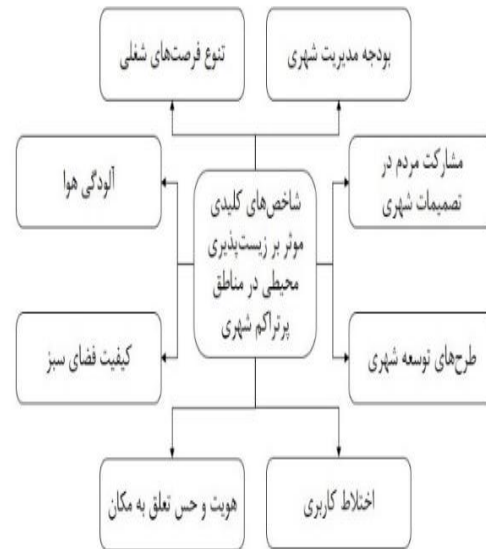 بودجه مدیریت شهری
تنوع فرصت‌های شغلی
مشارکت مردم در
تصمیمات شهری
آلودگی هوا
شاخص‌های کلیدی
موثر بر زیست‌پذیری
محیطی در مناطق
پرتراکم شهری
طرح‌های توسعه شهری
کیفیت فضای سبز
اختلاط کاربری
هویت و حس تعلق به مکان